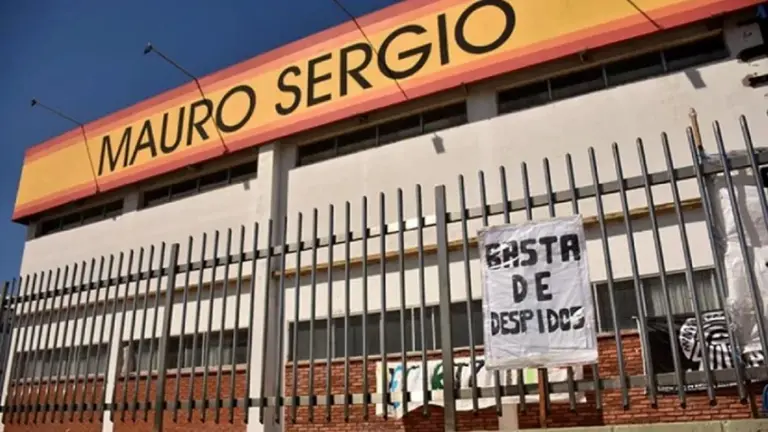 MAURO SERGIO
BASTA
DE
DESPIDOS